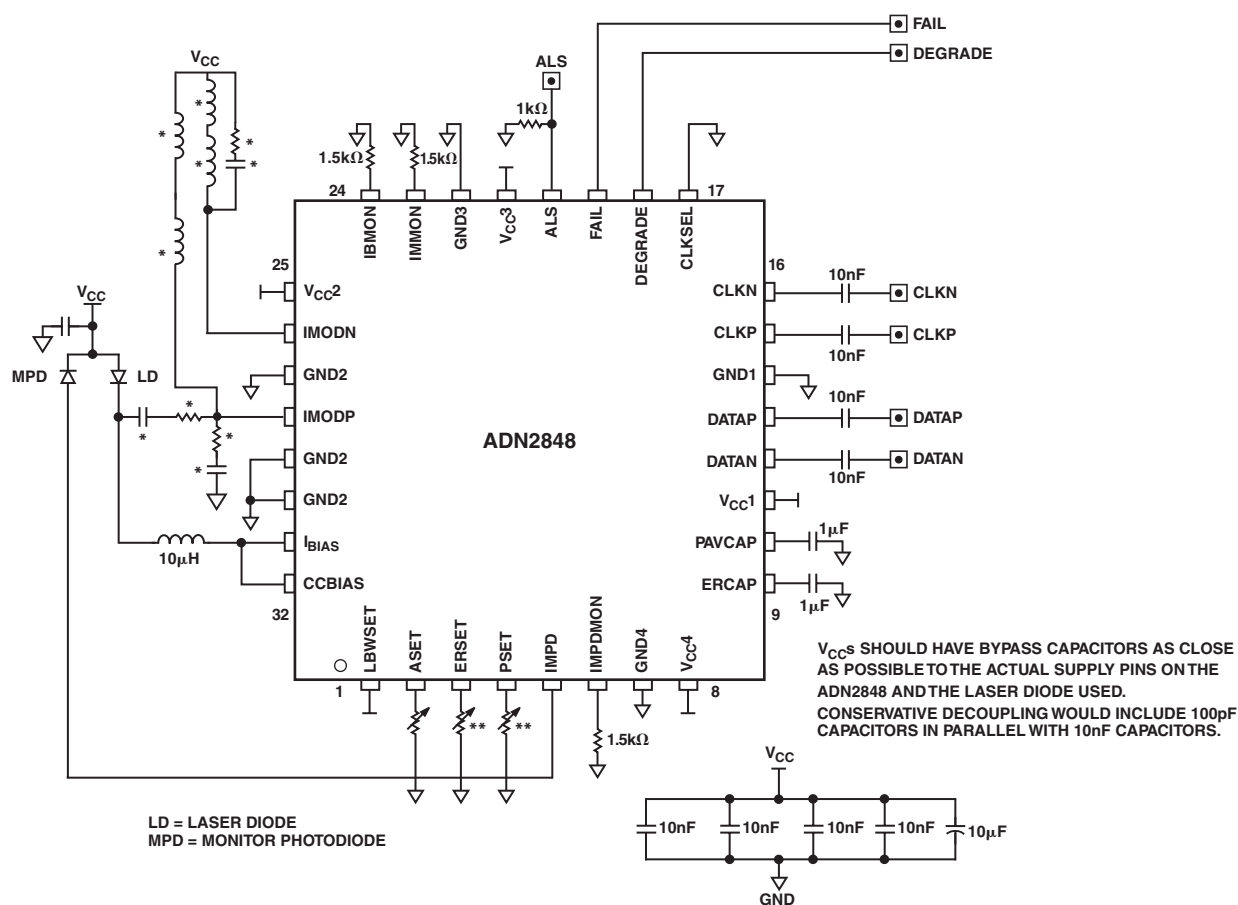 FAIL
DEGRADE
VCC
ALS
1kΩ
1.5kΩ
1.5kΩ
24
17
IBMON
IMMON
GND3
VCC3
ALS
FAIL
DEGRADE
CLKSEL
*
*
*
*
*
*
25
16
VCC2
IMODN
GND2
IMODP
GND2
GND2
IBIAS
CCBIAS
32
VCC
MPD
LD
*
*
*
*
10μH
ADN2848
CLKN
10nF
CLKN
CLKP
10nF
CLKP
GND1
DATAP
10nF
DATAP
DATAN
10nF
DATAN
VCC1
PAVCAP
1μF
ERCAP
1μF
9
LBWSET
ASET
ERSET
PSET
IMPD
IMPDMON
GND4
VCC4
1
8
**
**
1.5kΩ
VCCs SHOULD HAVE BYPASS CAPACITORS AS CLOSE
AS POSSIBLE TO THE ACTUAL SUPPLY PINS ON THE
ADN2848 AND THE LASER DIODE USED.
CONSERVATIVE DECOUPLING WOULD INCLUDE 100pF
CAPACITORS IN PARALLEL WITH 10nF CAPACITORS.
LD = LASER DIODE
MPD = MONITOR PHOTODIODE
VCC
10nF
10nF
10nF
10nF
10μF
GND